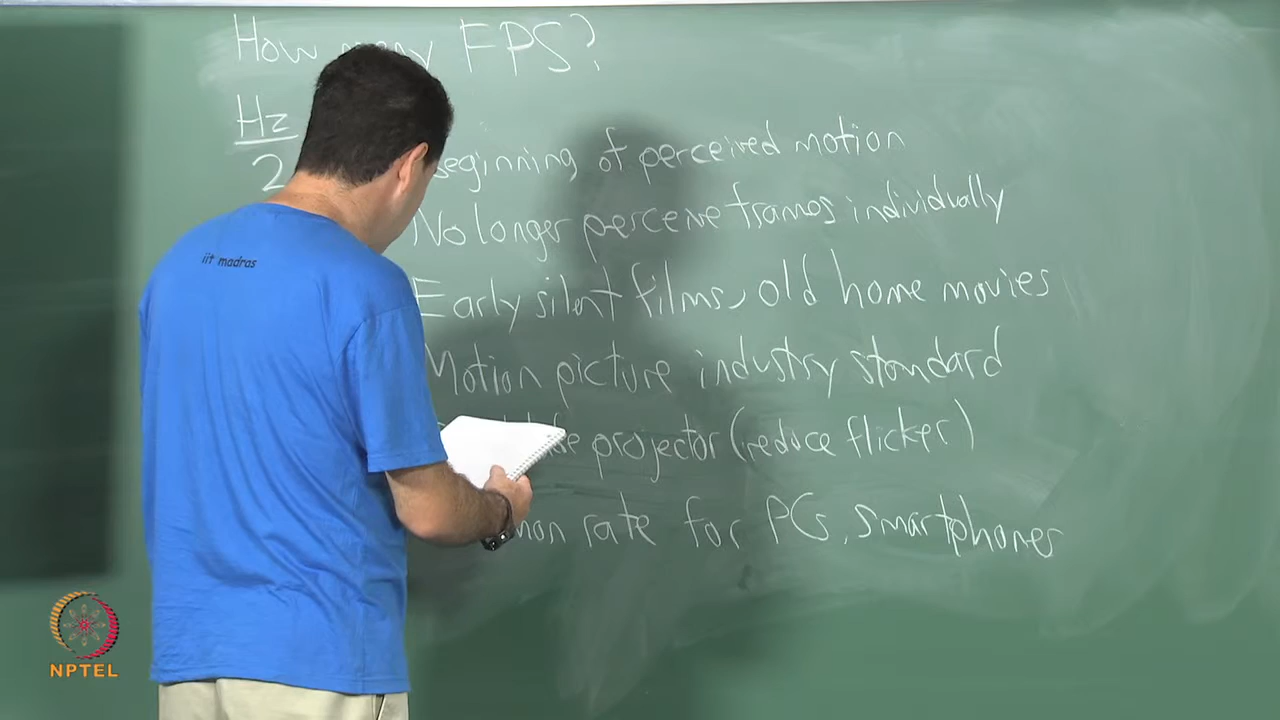 How many FPS?
Hz
2 Beginning of perceived motion
No longer perceive frames individually
Early silent films, old home movies
Motion picture industry standard
projector (reduce flicker)
rate for PCs, smartphones
iit madras
NPTEL